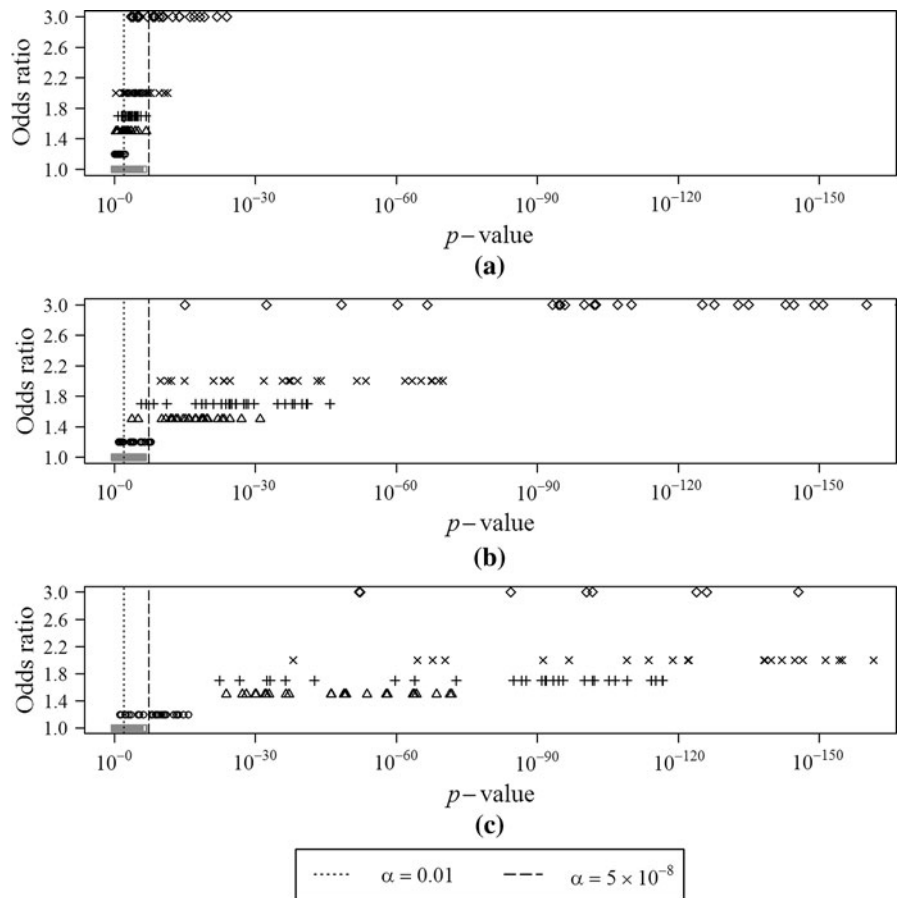 3.0
2.6
2.2
1.8
1.4
1.0
Odds ratio
10⁻⁰ 10⁻³⁰ 10⁻⁶⁰ 10⁻⁹⁰ 10⁻¹²⁰ 10⁻¹⁵⁰
p−value
(a)
3.0
2.6
2.2
1.8
1.4
1.0
Odds ratio
10⁻⁰ 10⁻³⁰ 10⁻⁶⁰ 10⁻⁹⁰ 10⁻¹²⁰ 10⁻¹⁵⁰
p−value
(b)
3.0
2.6
2.2
1.8
1.4
1.0
Odds ratio
10⁻⁰ 10⁻³⁰ 10⁻⁶⁰ 10⁻⁹⁰ 10⁻¹²⁰ 10⁻¹⁵⁰
p−value
(c)
α = 0.01 α = 5 × 10⁻⁸